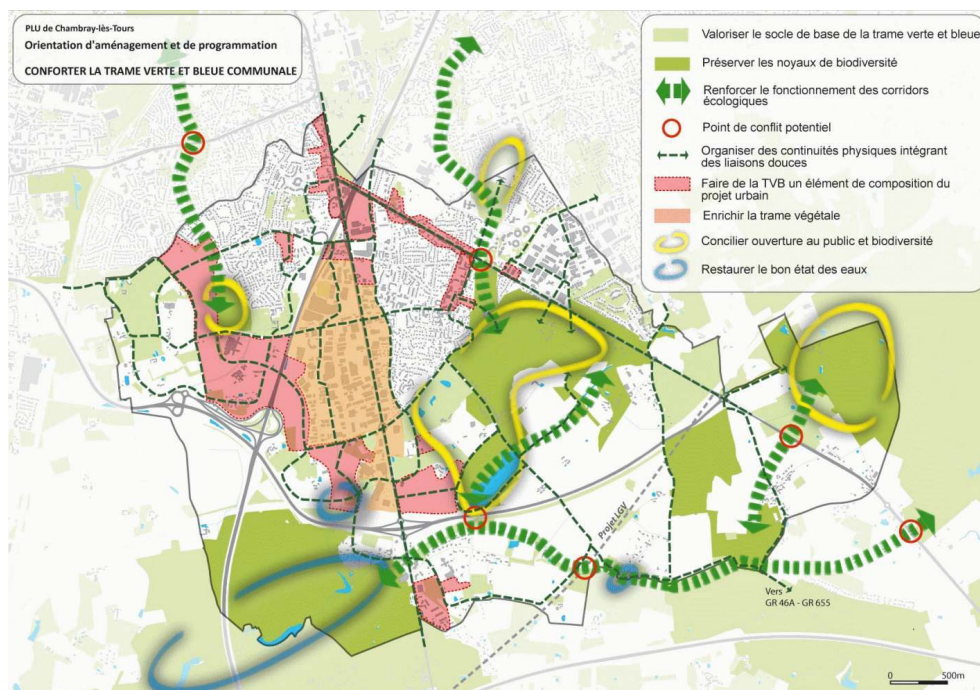 PLU de Chambray-lès-Tours
Orientation d'aménagement et de programmation
CONFORTER LA TRAME VERTE ET BLEUE COMMUNALE
Valoriser le socle de base de la trame verte et bleue
Préserver les noyaux de biodiversité
Renforcer le fonctionnement des corridors
écologiques
Point de conflit potentiel
Organiser des continuités physiques intégrant
des liaisons douces
Faire de la TVB un élément de composition du
projet urbain
Enrichir la trame végétale
Concilier ouverture au public et biodiversité
Restaurer le bon état des eaux
Projet LGV
Vers
GR 46A - GR 655
0 500m